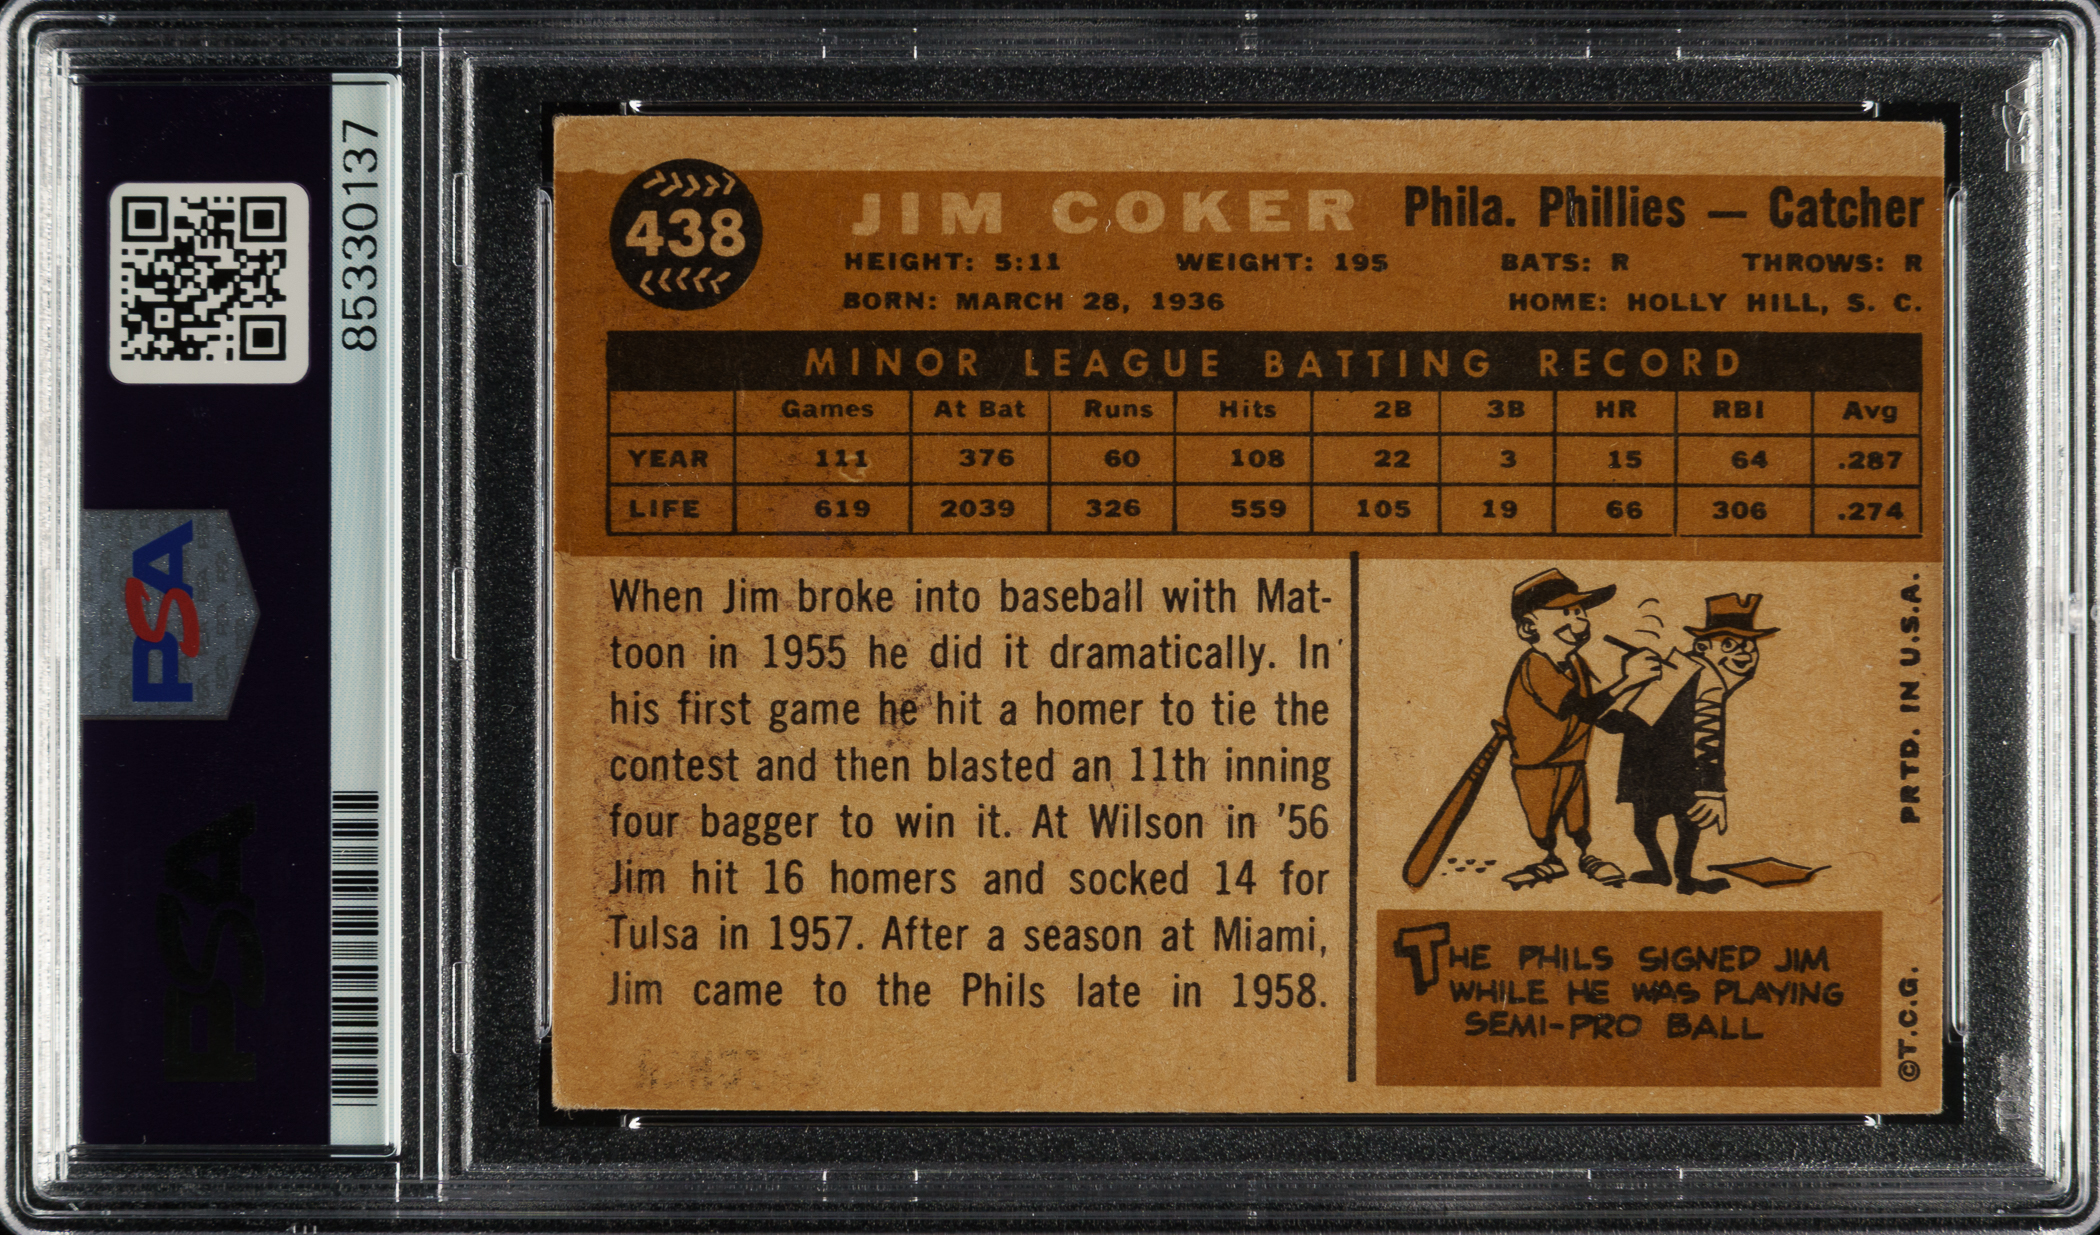 85330137
PSA
PSA
438
JIM COKER Phila. Phillies — Catcher
HEIGHT: 5:11 WEIGHT: 195 BATS: R THROWS: R
BORN: MARCH 28, 1936 HOME: HOLLY HILL, S. C.
MINOR LEAGUE BATTING RECORD
Games At Bat Runs Hits 2B 3B HR RBI Avg
YEAR 111 376 60 108 22 3 15 64 .287
LIFE 619 2039 326 559 105 19 66 306 .274
When Jim broke into baseball with Mat-
toon in 1955 he did it dramatically. In
his first game he hit a homer to tie the
contest and then blasted an 11th inning
four bagger to win it. At Wilson in '56
Jim hit 16 homers and socked 14 for
Tulsa in 1957. After a season at Miami,
Jim came to the Phils late in 1958.
THE PHILS SIGNED JIM
WHILE HE WAS PLAYING
SEMI-PRO BALL
©T.C.G. PRTD. IN U.S.A.
PSA